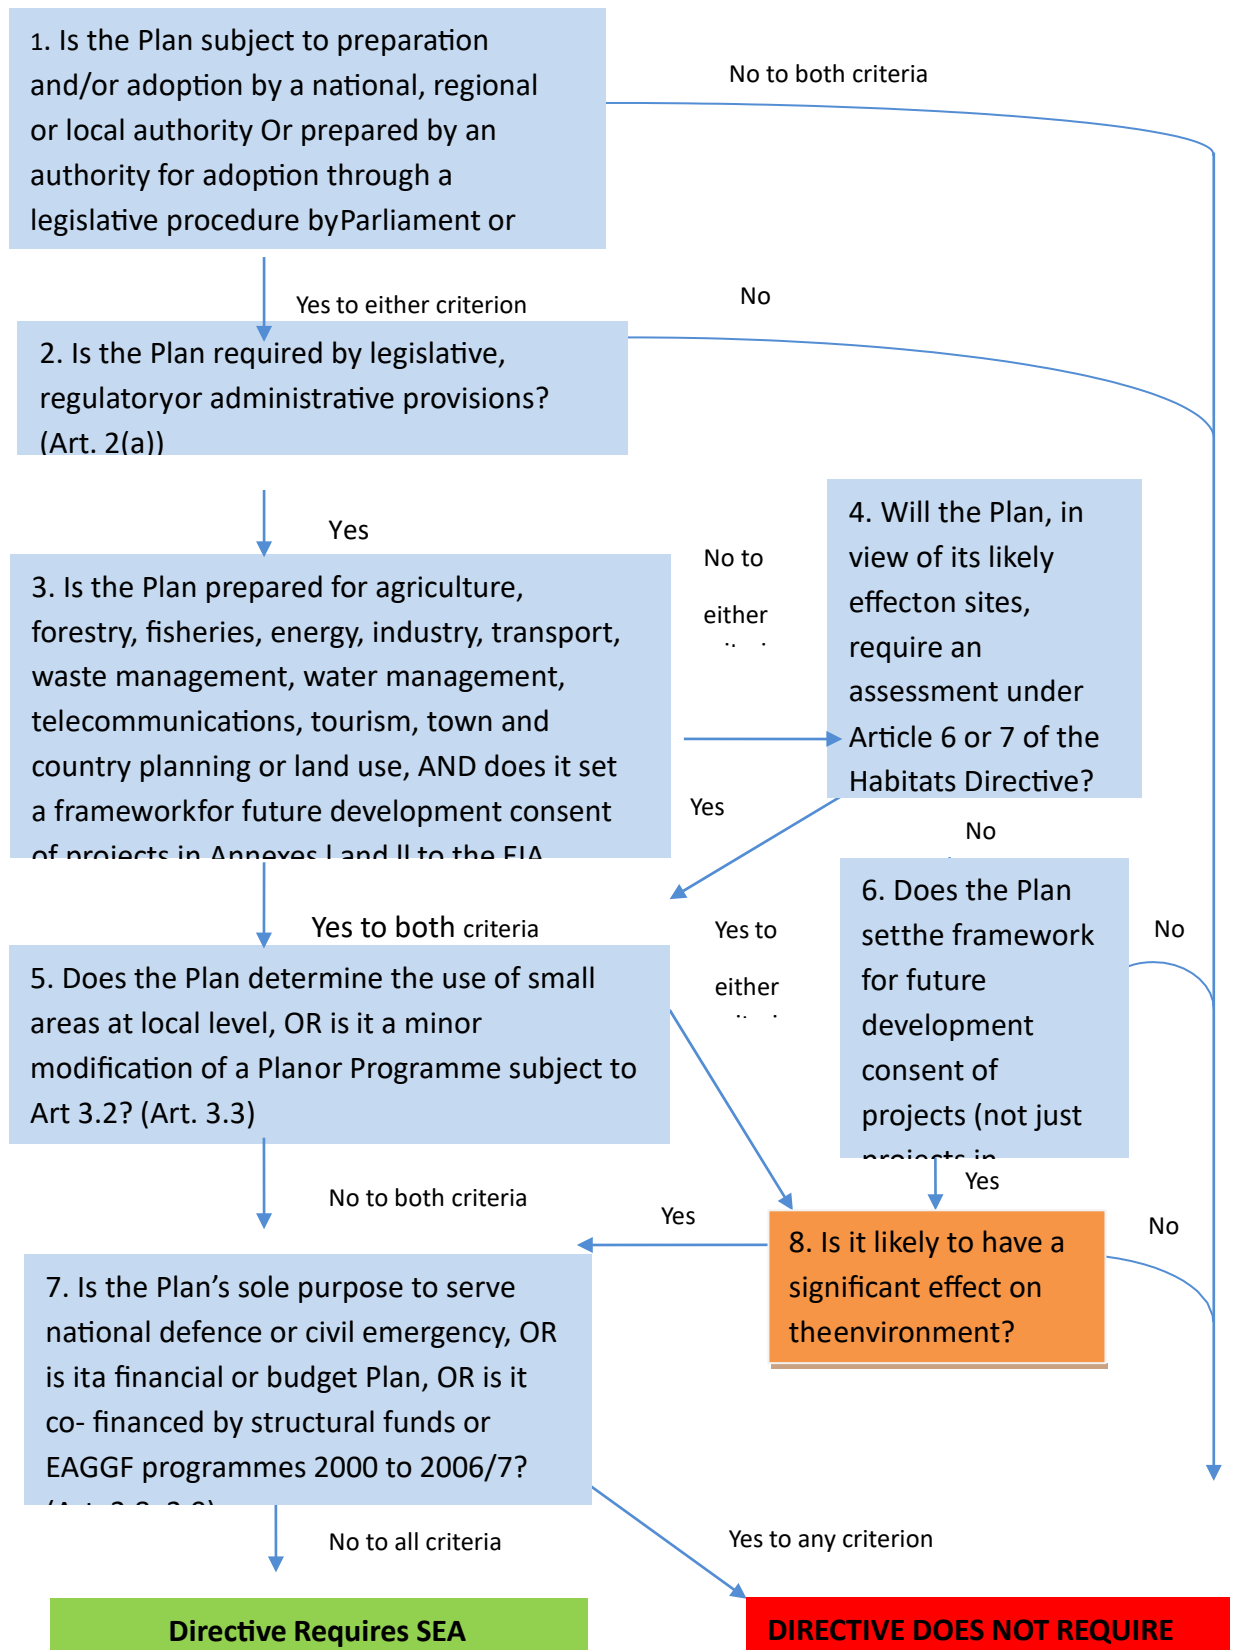 1. Is the Plan subject to preparation
and/or adoption by a national, regional
or local authority Or prepared by an
authority for adoption through a
legislative procedure byParliament or
No to both criteria
Yes to either criterion
No
2. Is the Plan required by legislative,
regulatoryor administrative provisions?
(Art. 2(a))
Yes
3. Is the Plan prepared for agriculture,
forestry, fisheries, energy, industry, transport,
waste management, water management,
telecommunications, tourism, town and
country planning or land use, AND does it set
a frameworkfor future development consent
of projects in Annexes I and II to the EIA
No to
either
4. Will the Plan, in
view of its likely
effecton sites,
require an
assessment under
Article 6 or 7 of the
Habitats Directive?
Yes
No
Yes to both criteria
Yes to
either
5. Does the Plan determine the use of small
areas at local level, OR is it a minor
modification of a Planor Programme subject to
Art 3.2? (Art. 3.3)
6. Does the Plan
setthe framework
for future
development
consent of
projects (not just
projects in
No
No to both criteria
Yes
Yes
8. Is it likely to have a
significant effect on
theenvironment?
No
7. Is the Plan’s sole purpose to serve
national defence or civil emergency, OR
is ita financial or budget Plan, OR is it
co- financed by structural funds or
EAGGF programmes 2000 to 2006/7?
No to all criteria
Yes to any criterion
Directive Requires SEA
DIRECTIVE DOES NOT REQUIRE